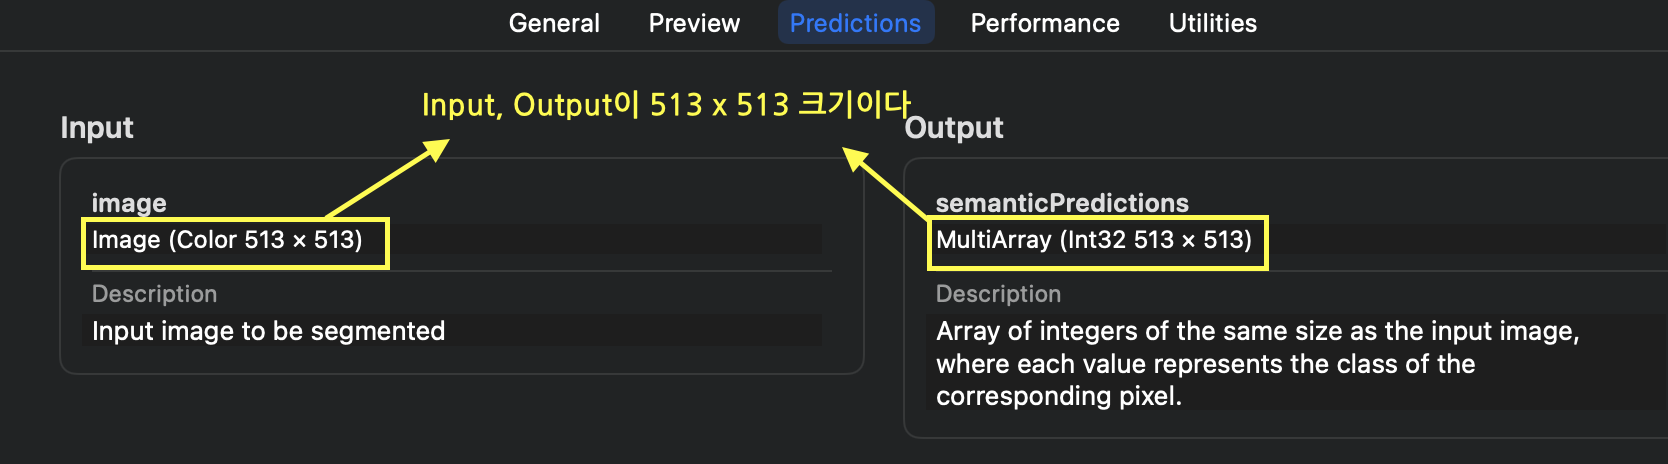 General Preview Predictions Performance Utilities
Input, Output이 513 x 513 크기이다
Input
image
Image (Color 513 × 513)
Description
Input image to be segmented
Output
semanticPredictions
MultiArray (Int32 513 × 513)
Description
Array of integers of the same size as the input image,
where each value represents the class of the
corresponding pixel.